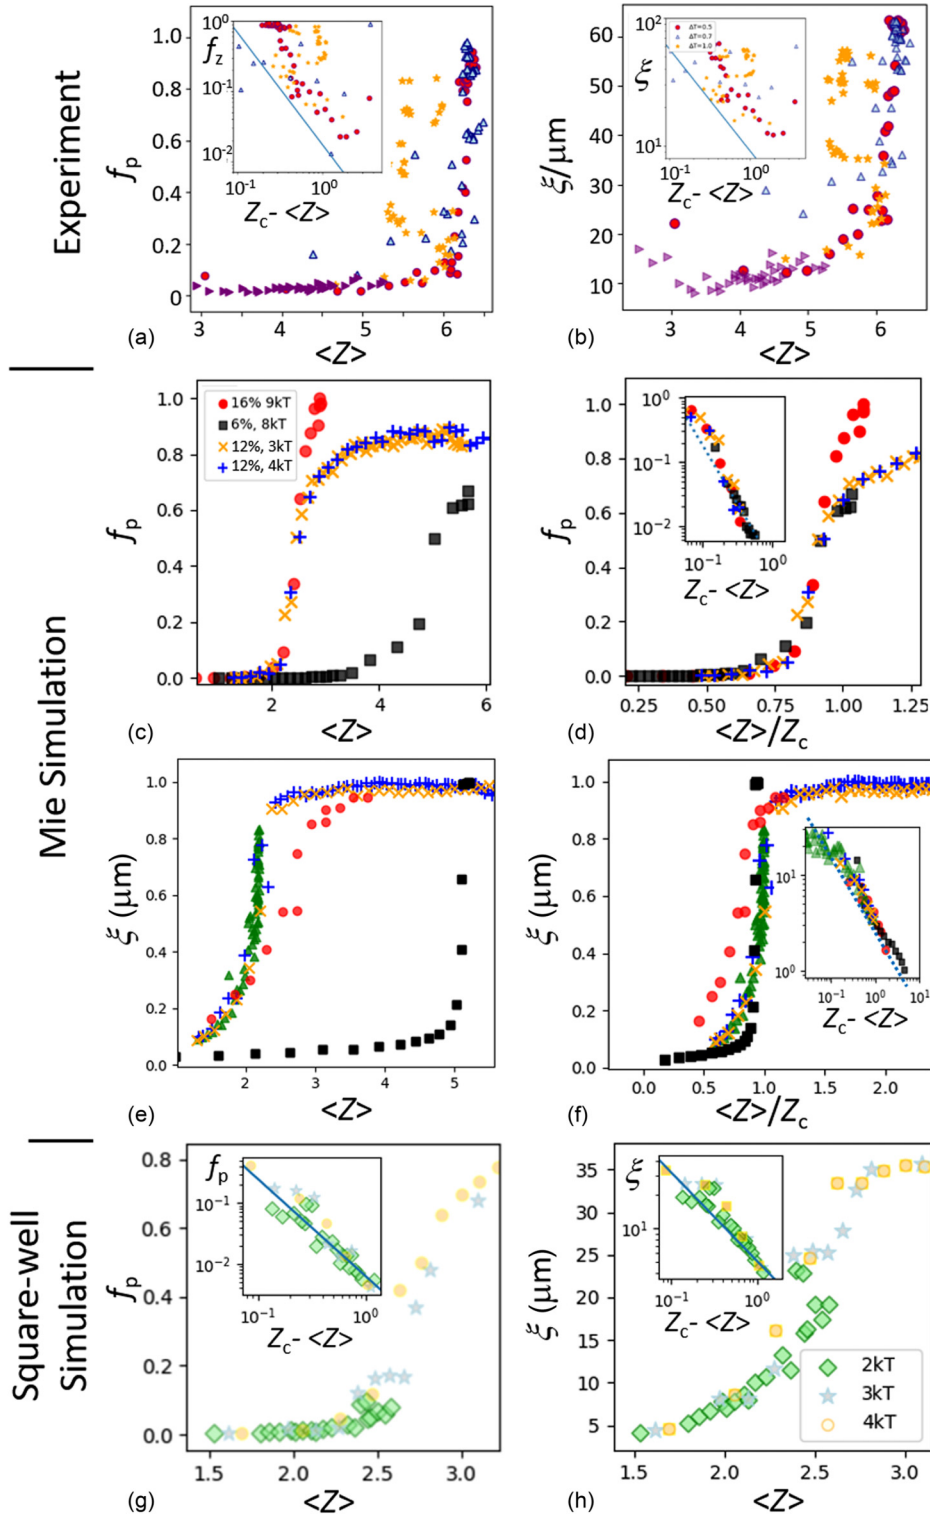 Experiment
f_p
1.0
0.8
0.6
0.4
0.2
0
3
4
5
6
<Z>
(a)
f_z
10^0
10^-1
10^-2
10^-1
10^0
Z_c- <Z>
ξ/µm
60
50
40
30
20
10
3
4
5
6
<Z>
(b)
ξ
10^2
10^1
10^-1
10^0
Z_c- <Z>
ΔT=0.5
ΔT=0.7
ΔT=1.0
Mie Simulation
f_p
1.0
0.8
0.6
0.4
0.2
0.0
2
4
6
<Z>
(c)
16% 9kT
6%, 8kT
12%, 3kT
12%, 4kT
f_p
1.0
0.8
0.6
0.4
0.2
0.0
0.25
0.50
0.75
1.00
1.25
<Z>/Z_c
(d)
10^0
10^-1
10^-2
10^-1
10^0
Z_c- <Z>
ξ (µm)
1.0
0.8
0.6
0.4
0.2
0.0
2
3
4
5
<Z>
(e)
ξ (µm)
1.0
0.8
0.6
0.4
0.2
0.0
0.0
0.5
1.0
1.5
2.0
<Z>/Z_c
(f)
10^1
10^0
10^-1
10^0
10^1
Z_c- <Z>
Square-well
Simulation
f_p
0.8
0.6
0.4
0.2
0.0
1.5
2.0
2.5
3.0
<Z>
(g)
f_p
10^-1
10^-2
10^-1
10^0
Z_c- <Z>
ξ (µm)
35
30
25
20
15
10
5
1.5
2.0
2.5
3.0
<Z>
(h)
ξ
10^1
10^-1
10^0
Z_c- <Z>
2kT
3kT
4kT